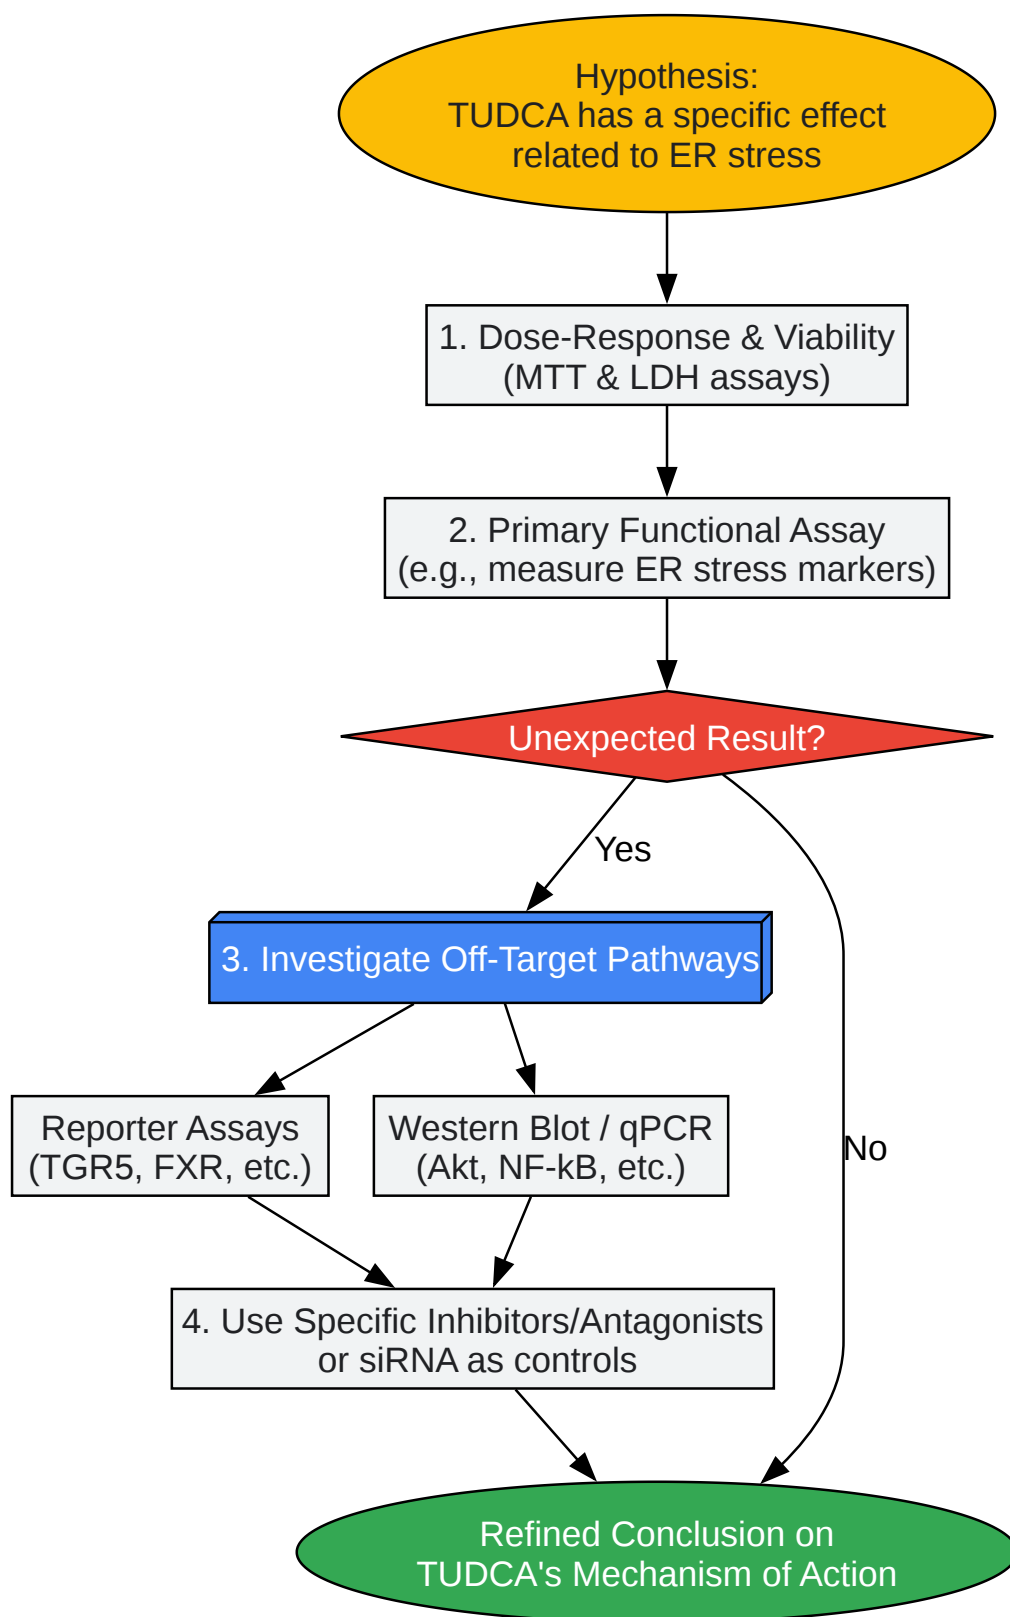 Hypothesis:
TUDCA has a specific effect
related to ER stress
1. Dose-Response & Viability
(MTT & LDH assays)
2. Primary Functional Assay
(e.g., measure ER stress markers)
Unexpected Result?
Yes
3. Investigate Off-Target Pathways
Reporter Assays
(TGR5, FXR, etc.)
Western Blot / qPCR
(Akt, NF-kB, etc.)
No
4. Use Specific Inhibitors/Antagonists
or siRNA as controls
Refined Conclusion on
TUDCA's Mechanism of Action